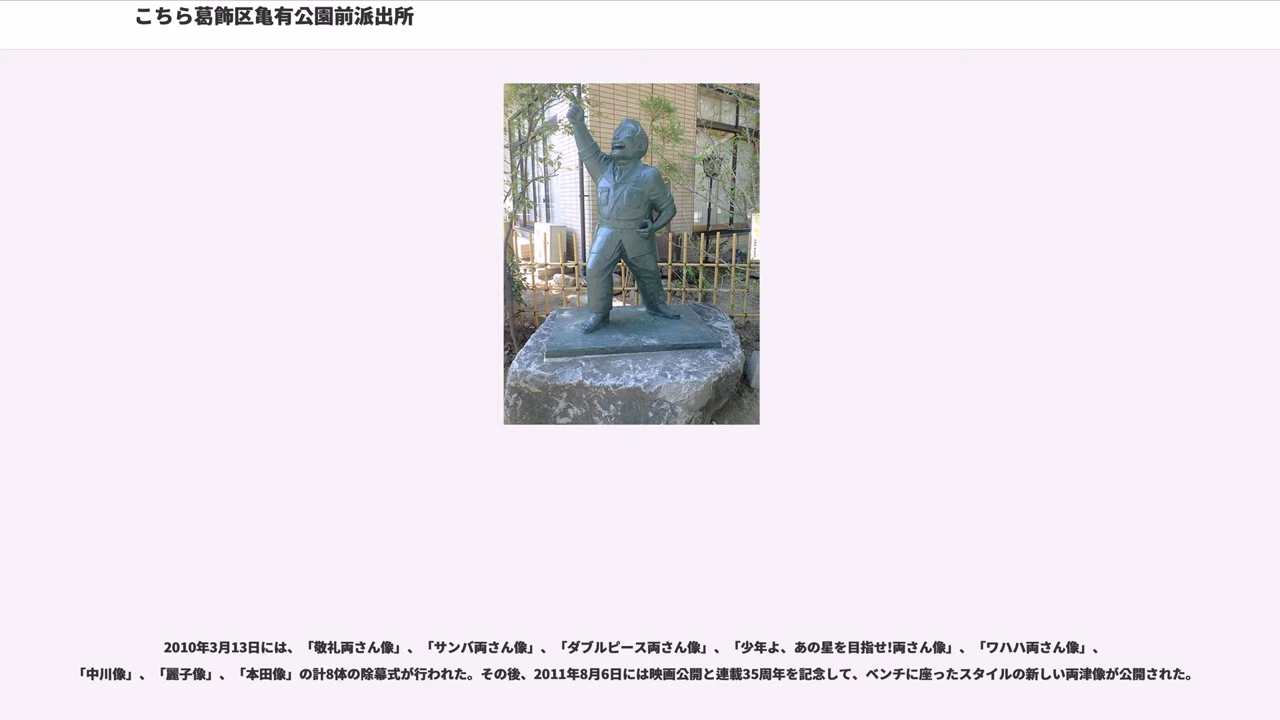 こちら葛飾区亀有公園前派出所
2010年3月13日には、「敬礼両さん像」、「サンバ両さん像」、「ダブルピース両さん像」、「少年よ、あの星を目指せ!両さん像」、「ワハハ両さん像」、
「中川像」、「麗子像」、「本田像」の計8体の除幕式が行われた。その後、2011年8月6日には映画公開と連載35周年を記念して、ベンチに座ったスタイルの新しい両津像が公開された。